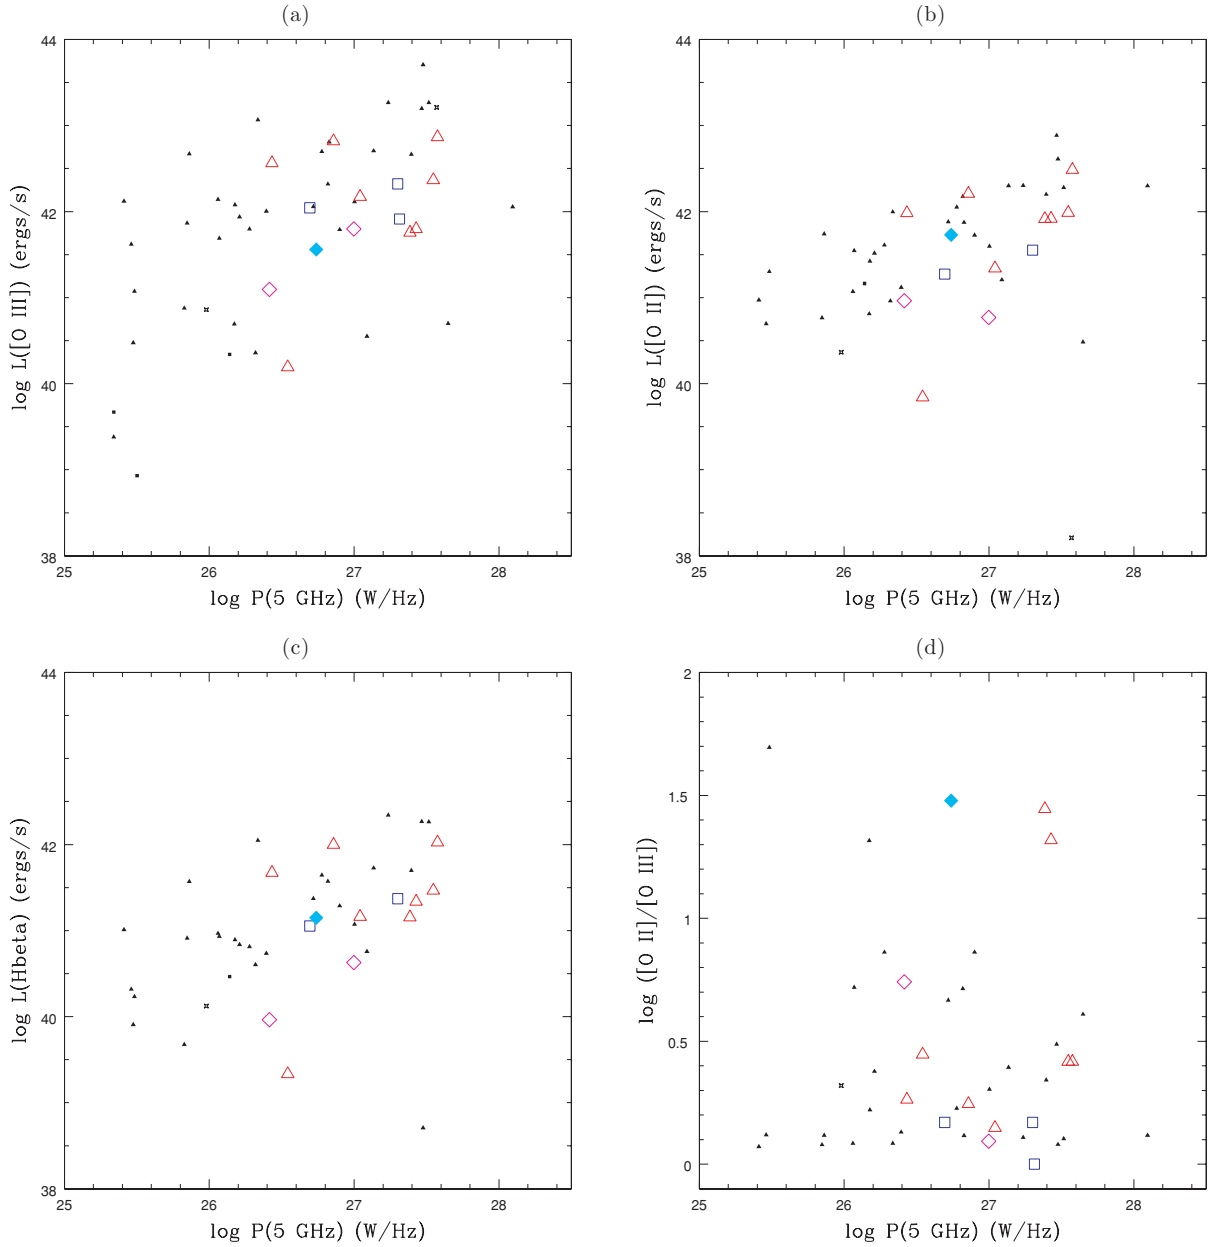 (a)
44
42
40
38
25 26 27 28
log L([O III]) (ergs/s)
log P(5 GHz) (W/Hz)
(b)
44
42
40
38
25 26 27 28
log L([O II]) (ergs/s)
log P(5 GHz) (W/Hz)
(c)
44
42
40
38
25 26 27 28
log L(Hbeta) (ergs/s)
log P(5 GHz) (W/Hz)
(d)
2
1.5
1
0.5
0
25 26 27 28
log ([O II]/[O III])
log P(5 GHz) (W/Hz)